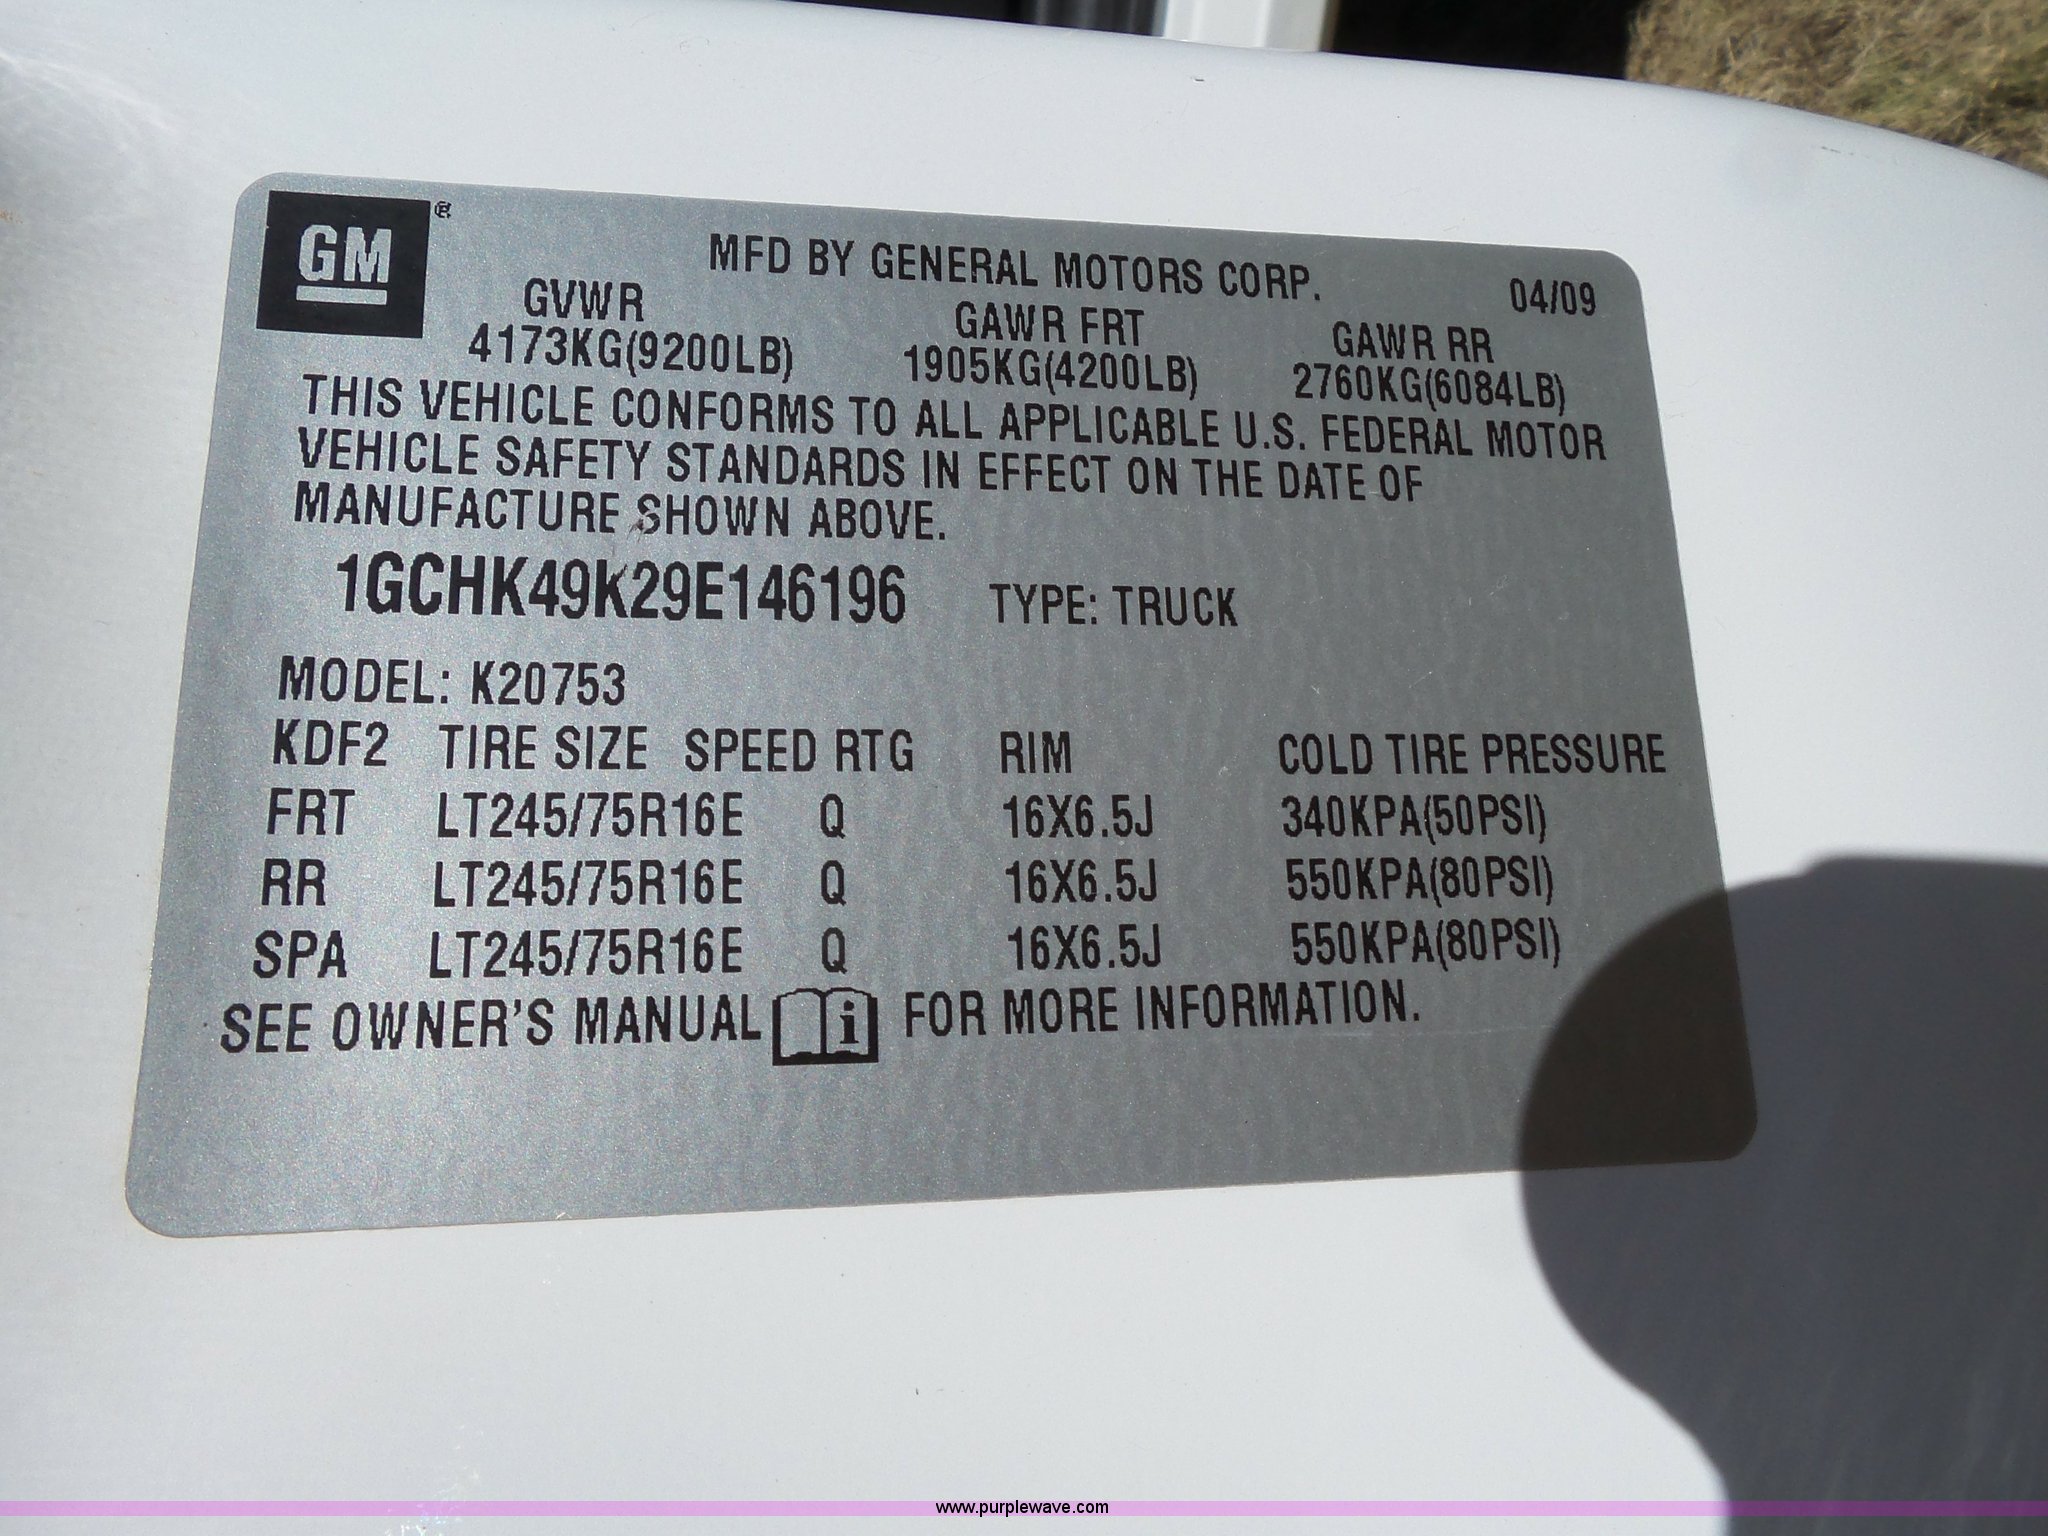 GM ®
MFD BY GENERAL MOTORS CORP. 04/09
GVWR GAWR FRT GAWR RR
4173KG(9200LB) 1905KG(4200LB) 2760KG(6084LB)
THIS VEHICLE CONFORMS TO ALL APPLICABLE U.S. FEDERAL MOTOR
VEHICLE SAFETY STANDARDS IN EFFECT ON THE DATE OF
MANUFACTURE SHOWN ABOVE.
1GCHK49K29E146196 TYPE: TRUCK
MODEL: K20753
KDF2 TIRE SIZE SPEED RTG RIM COLD TIRE PRESSURE
FRT LT245/75R16E Q 16X6.5J 340KPA(50PSI)
RR LT245/75R16E Q 16X6.5J 550KPA(80PSI)
SPA LT245/75R16E Q 16X6.5J 550KPA(80PSI)
SEE OWNER'S MANUAL i FOR MORE INFORMATION.
www.purplewave.com